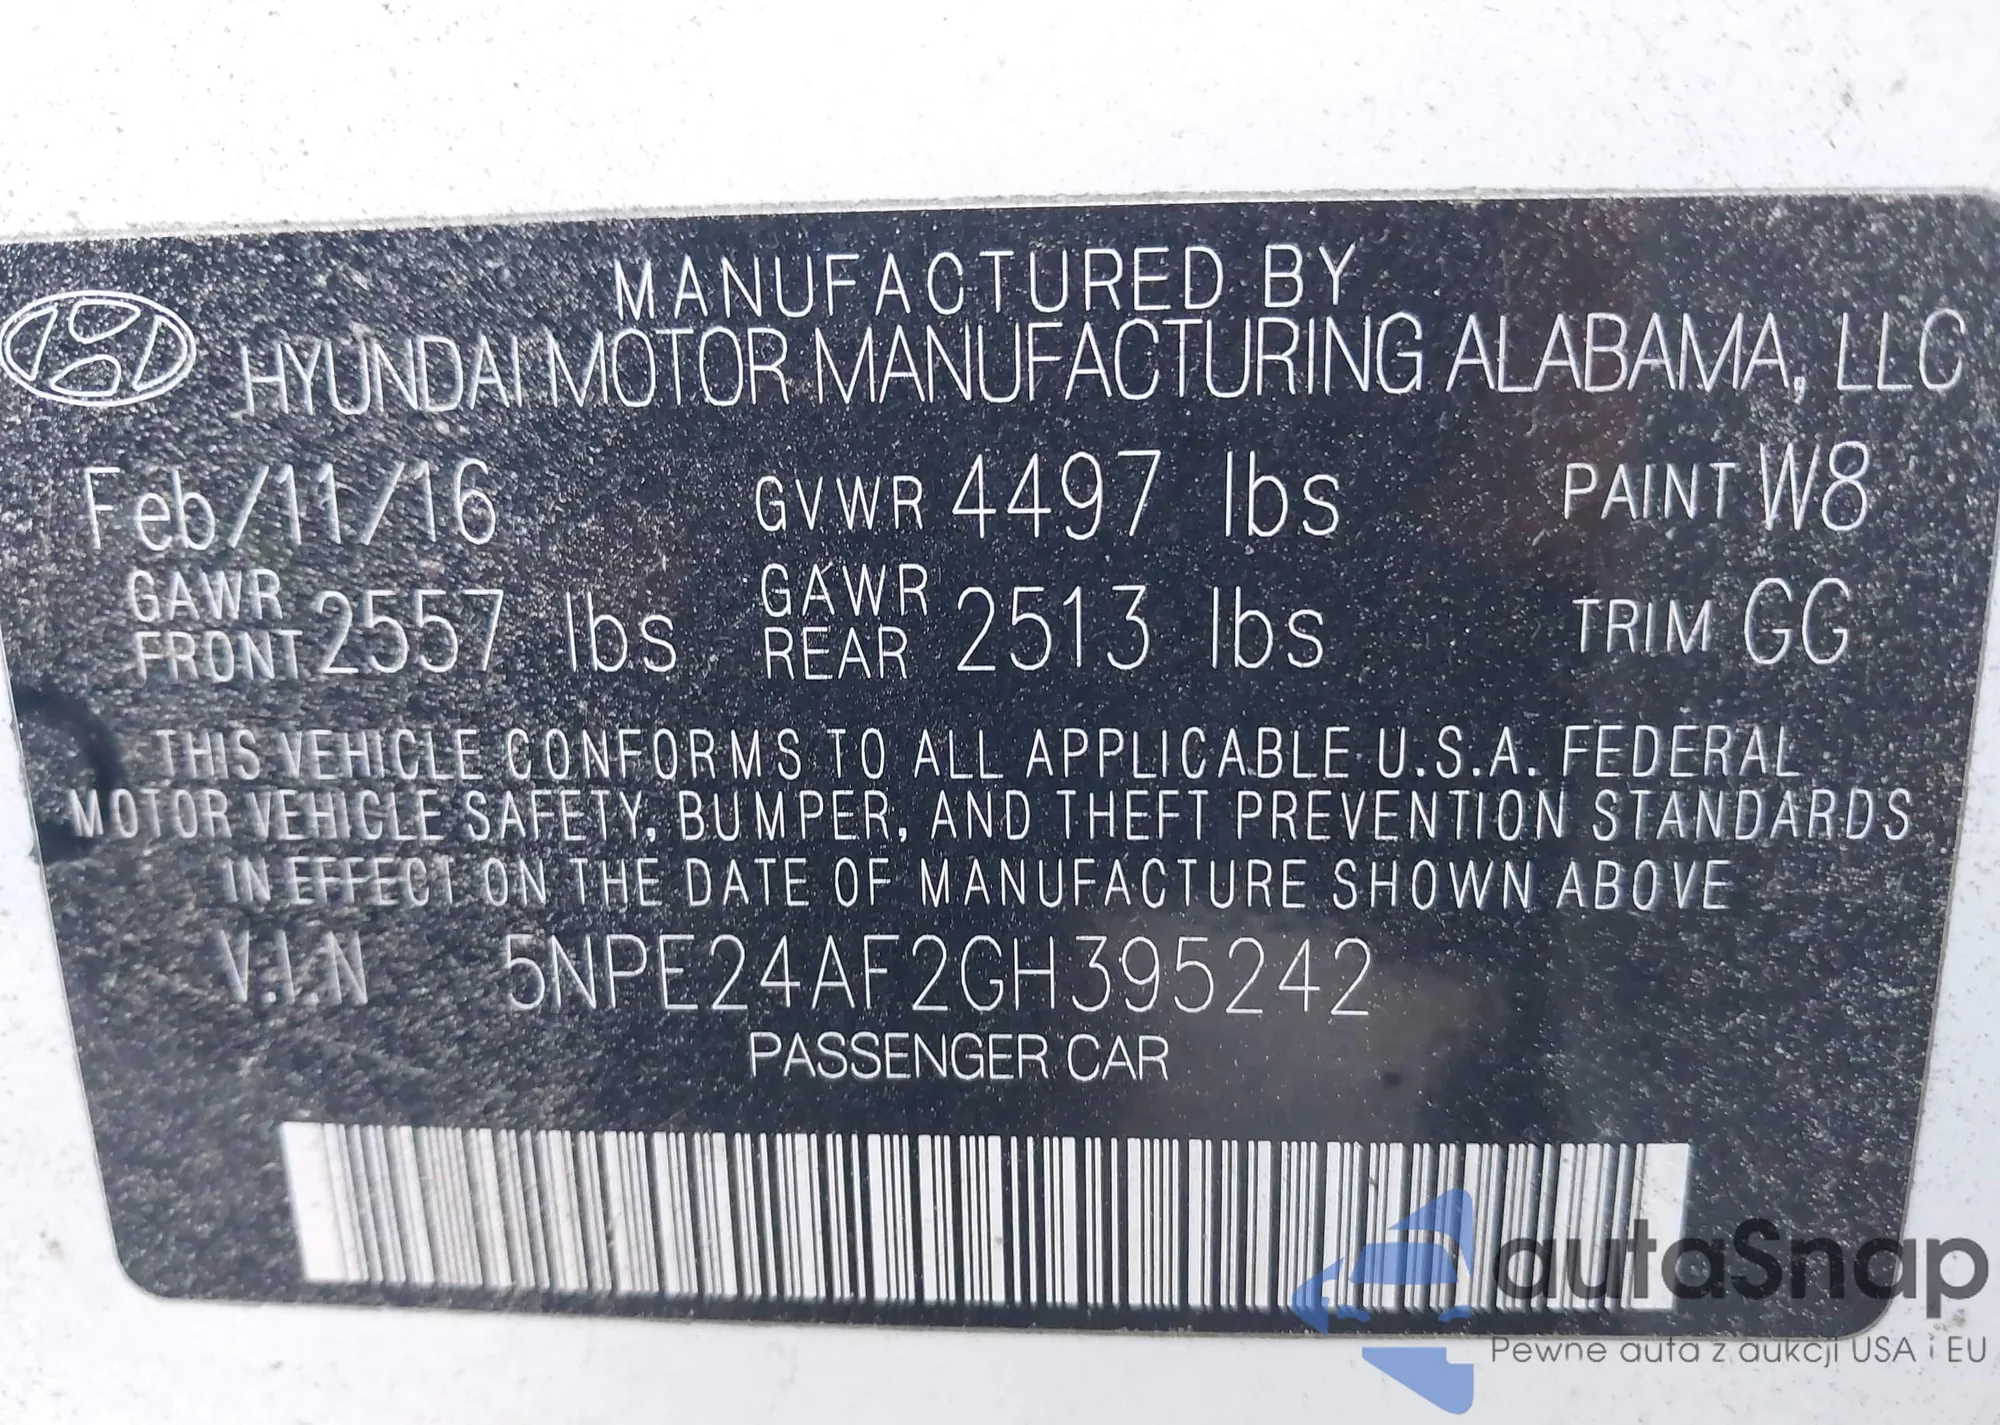 MANUFACTURED BY
HYUNDAI MOTOR MANUFACTURING ALABAMA, LLC
Feb/11/16 GVWR 4497 lbs PAINT W8
GAWR FRONT 2557 lbs GAWR REAR 2513 lbs TRIM GG
THIS VEHICLE CONFORMS TO ALL APPLICABLE U.S.A. FEDERAL
MOTOR VEHICLE SAFETY, BUMPER, AND THEFT PREVENTION STANDARDS
IN EFFECT ON THE DATE OF MANUFACTURE SHOWN ABOVE
V.I.N 5NPE24AF2GH395242
PASSENGER CAR
autaSnap
Pewne auta z aukcji USA i EU